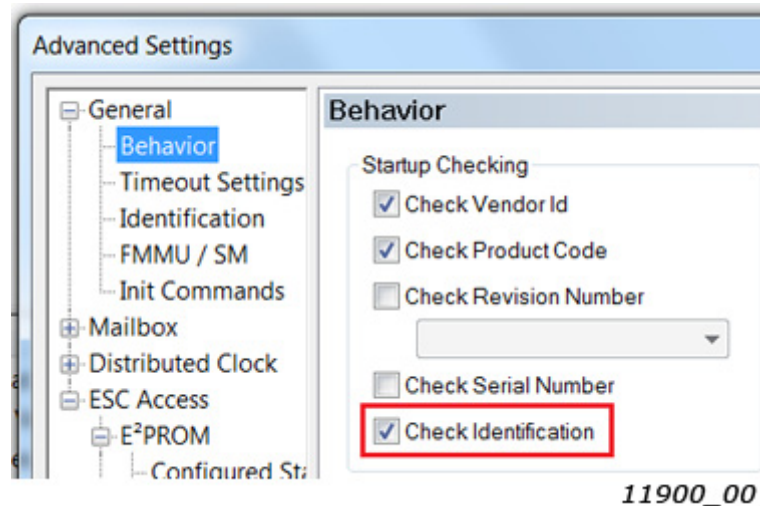 Advanced Settings
General
Behavior
Timeout Settings
Identification
FMMU / SM
Init Commands
Mailbox
Distributed Clock
ESC Access
E²PROM
Behavior
Startup Checking
Check Vendor Id
Check Product Code
Check Revision Number
Check Serial Number
Check Identification
11900_00